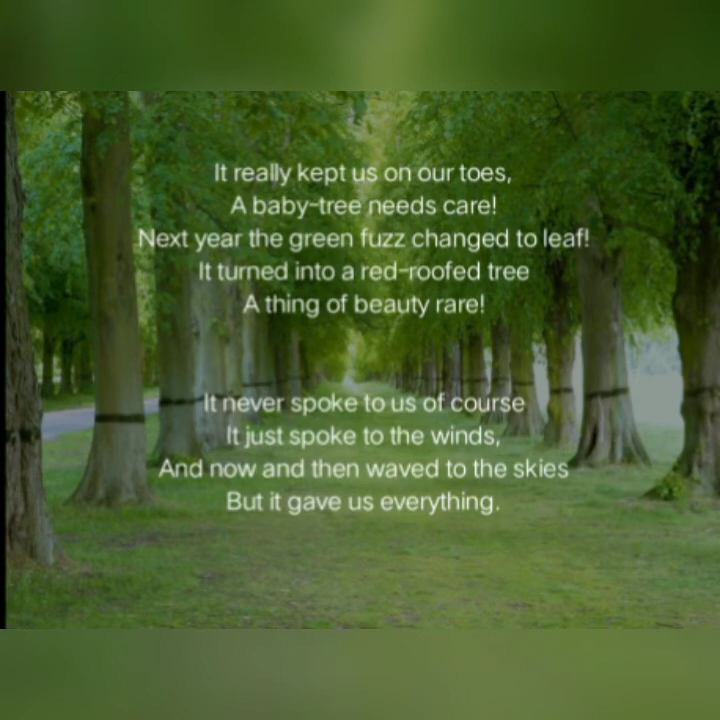 It really kept us on our toes,
A baby-tree needs care!
Next year the green fuzz changed to leaf!
It turned into a red-roofed tree
A thing of beauty rare!
It never spoke to us of course
It just spoke to the winds,
And now and then waved to the skies
But it gave us everything.